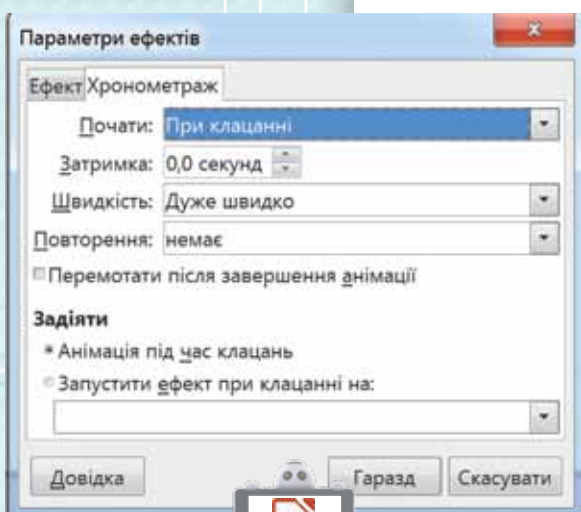 Параметри ефектів
Ефект Хронометраж
Почати: При клацанні
Затримка: 0,0 секунд
Швидкість: Дуже швидко
Повторення: немає
Перемотати після завершення анімації
Задіяти
Анімація під час клацань
Запустити ефект при клацанні на:
Довідка Гаразд Скасувати